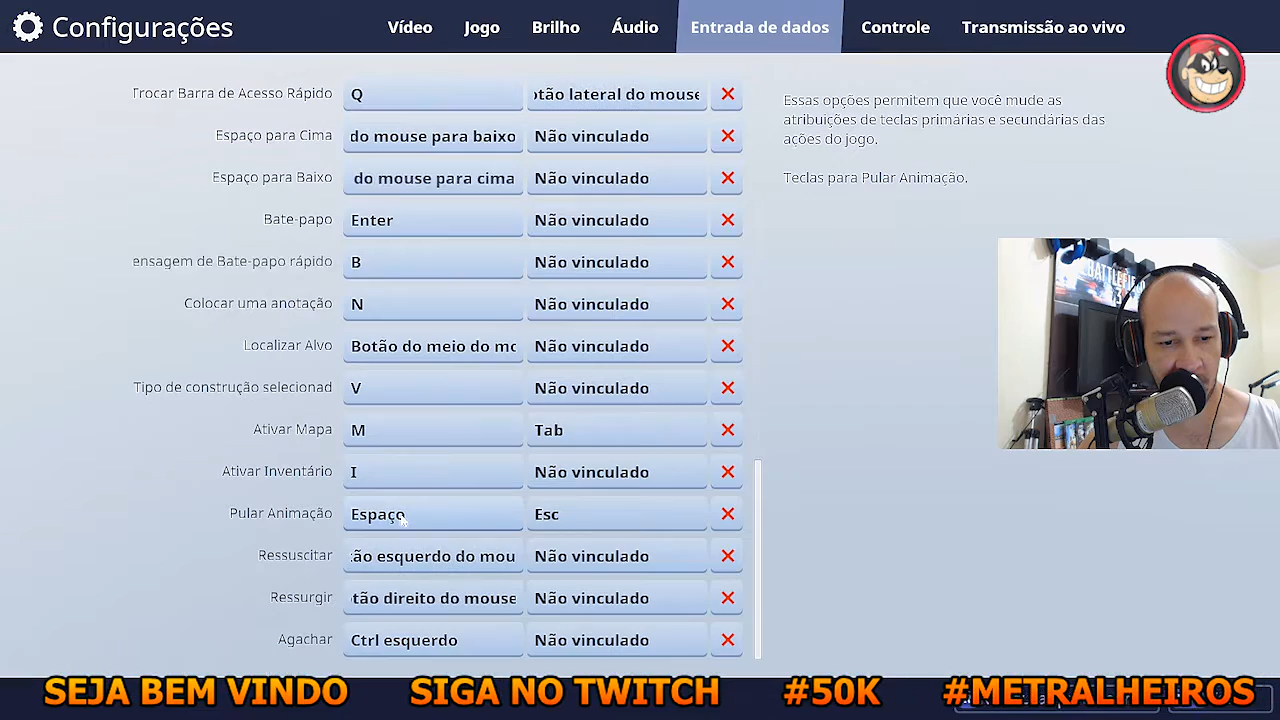 Configurações
Vídeo Jogo Brilho Áudio Entrada de dados Controle Transmissão ao vivo
Trocar Barra de Acesso Rápido Q otão lateral do mouse
Espaço para Cima do mouse para baixo Não vinculado
Espaço para Baixo do mouse para cima Não vinculado
Bate-papo Enter Não vinculado
ensagem de Bate-papo rápido B Não vinculado
Colocar uma anotação N Não vinculado
Localizar Alvo Botão do meio do mo Não vinculado
Tipo de construção selecionad V Não vinculado
Ativar Mapa M Tab
Ativar Inventário I Não vinculado
Pular Animação Espaço Esc
Ressuscitar ão esquerdo do mou Não vinculado
Ressurgir tão direito do mouse Não vinculado
Agachar Ctrl esquerdo Não vinculado
Essas opções permitem que você mude as
atribuições de teclas primárias e secundárias das
ações do jogo.
Teclas para Pular Animação.
BATTLEFIE
SEJA BEM VINDO SIGA NO TWITCH #50K #METRALHEIROS